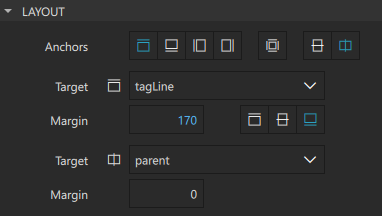 LAYOUT
Anchors
Target tagLine
Margin 170
Target parent
Margin 0